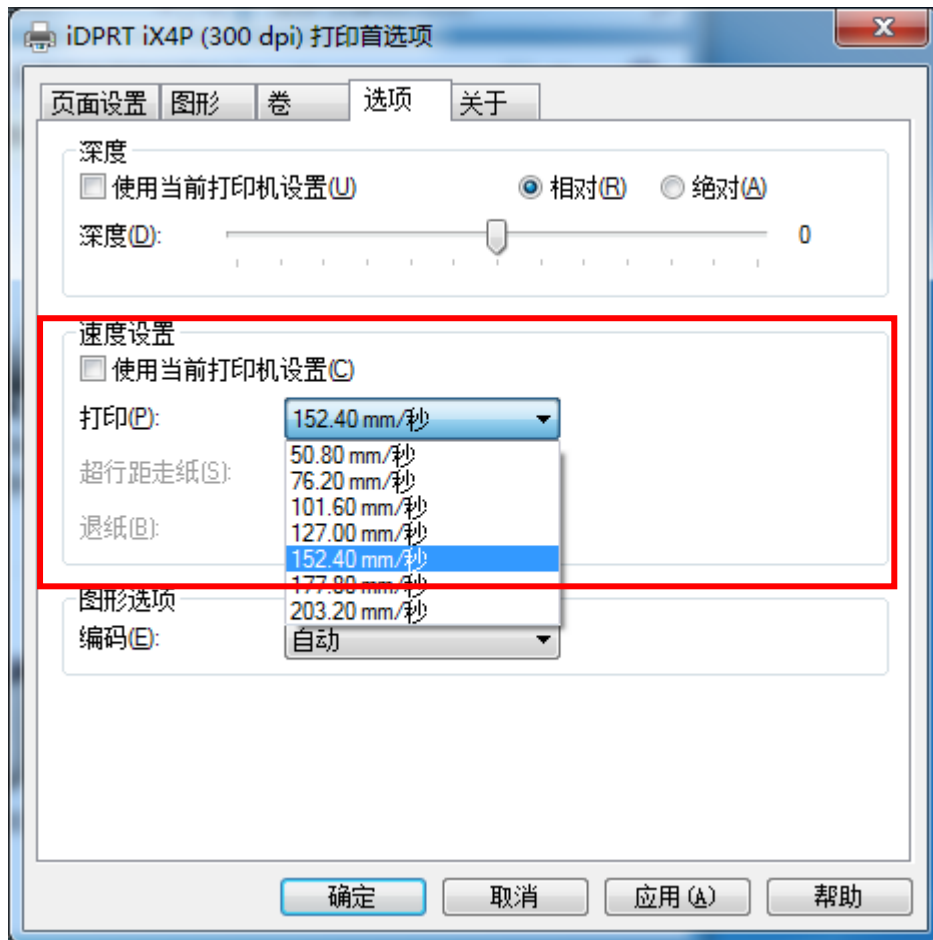 iDPRT iX4P (300 dpi) 打印首选项
页面设置 图形 卷 选项 关于
深度
使用当前打印机设置(U) 相对(R) 绝对(A)
深度(D): 0
速度设置
使用当前打印机设置(C)
打印(P): 152.40 mm/秒
50.80 mm/秒
超行距走纸(S): 76.20 mm/秒
101.60 mm/秒
退纸(B): 127.00 mm/秒
152.40 mm/秒
177.80 mm/秒
图形选项 203.20 mm/秒
编码(E): 自动
确定 取消 应用(A) 帮助